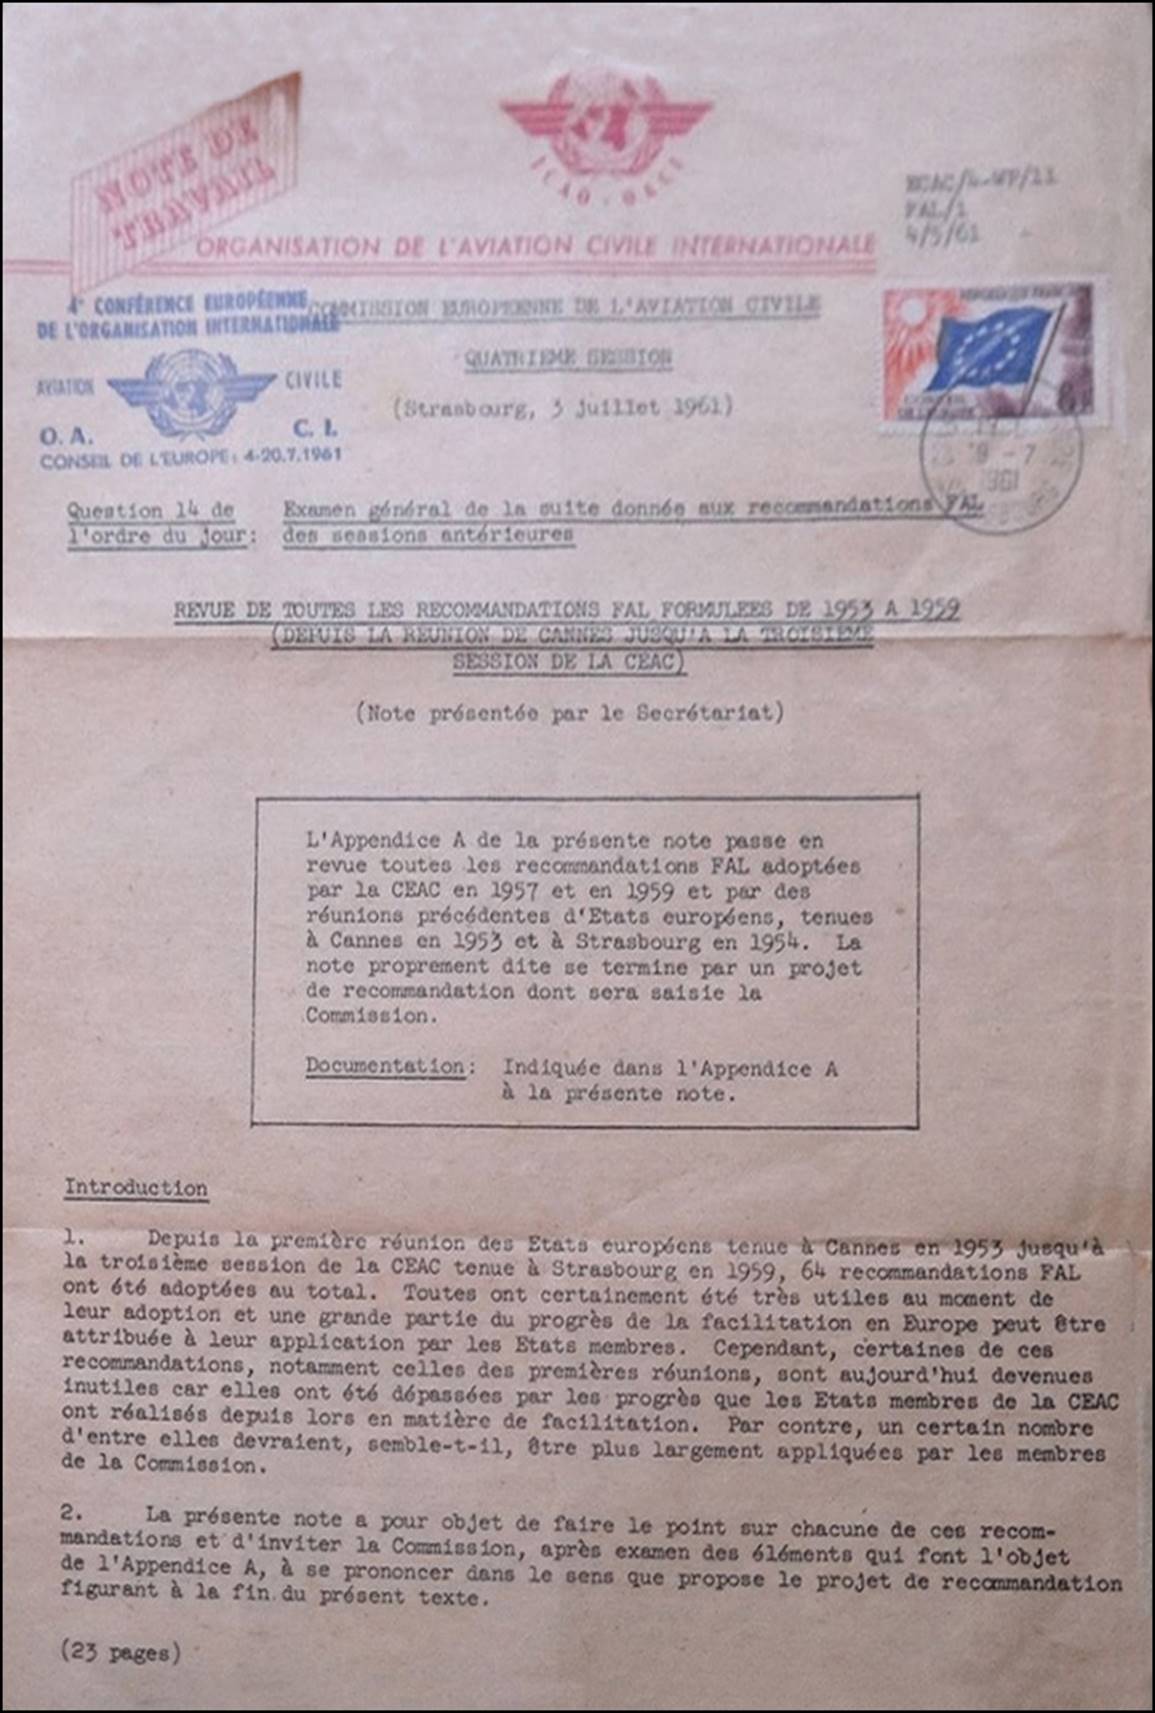 NOTE DE
TRAVAIL
ICAO · OACI
ECAC/4-WP/11
FAL/1
4/5/61
ORGANISATION DE L'AVIATION CIVILE INTERNATIONALE
4e CONFÉRENCE EUROPÉENNE
DE L'ORGANISATION INTERNATIONALE
AVIATION CIVILE
O.A. C.I.
CONSEIL DE L'EUROPE : 4-20.7.1961
COMMISSION EUROPEENNE DE L'AVIATION CIVILE
QUATRIEME SESSION
(Strasbourg, 3 juillet 1961)
REPUBLIQUE FRANÇAISE
CONSEIL
DE L'EUROPE
9 - 7
1961
Question 14 de
l'ordre du jour:
Examen général de la suite donnée aux recommandations FAL
des sessions antérieures
REVUE DE TOUTES LES RECOMMANDATIONS FAL FORMULEES DE 1953 A 1959
(DEPUIS LA REUNION DE CANNES JUSQU'A LA TROISIEME
SESSION DE LA CEAC)
(Note présentée par le Secrétariat)
L'Appendice A de la présente note passe en
revue toutes les recommandations FAL adoptées
par la CEAC en 1957 et en 1959 et par des
réunions précédentes d'Etats européens, tenues
à Cannes en 1953 et à Strasbourg en 1954. La
note proprement dite se termine par un projet
de recommandation dont sera saisie la
Commission.
Documentation: Indiquée dans l'Appendice A
à la présente note.
Introduction
1. Depuis la première réunion des Etats européens tenue à Cannes en 1953 jusqu'à
la troisième session de la CEAC tenue à Strasbourg en 1959, 64 recommandations FAL
ont été adoptées au total. Toutes ont certainement été très utiles au moment de
leur adoption et une grande partie du progrès de la facilitation en Europe peut être
attribuée à leur application par les Etats membres. Cependant, certaines de ces
recommandations, notamment celles des premières réunions, sont aujourd'hui devenues
inutiles car elles ont été dépassées par les progrès que les Etats membres de la CEAC
ont réalisés depuis lors en matière de facilitation. Par contre, un certain nombre
d'entre elles devraient, semble-t-il, être plus largement appliquées par les membres
de la Commission.
2. La présente note a pour objet de faire le point sur chacune de ces recom-
mandations et d'inviter la Commission, après examen des éléments qui font l'objet
de l'Appendice A, à se prononcer dans le sens que propose le projet de recommandation
figurant à la fin du présent texte.
(23 pages)